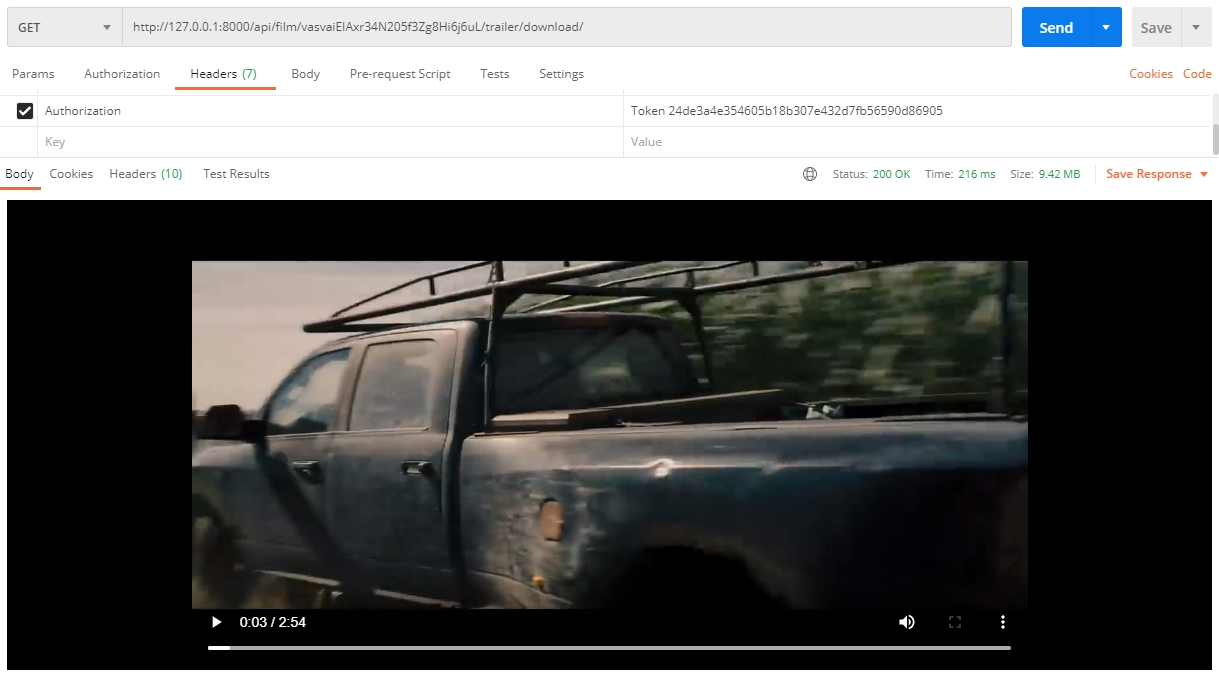 GET http://127.0.0.1:8000/api/film/vasvaiElAxr34N205f3Zg8Hi6j6uL/trailer/download/ Send Save
Params Authorization Headers (7) Body Pre-request Script Tests Settings Cookies Code
Authorization Token 24de3a4e354605b18b307e432d7fb56590d86905
Key Value
Body Cookies Headers (10) Test Results Status: 200 OK Time: 216 ms Size: 9.42 MB Save Response
0:03 / 2:54